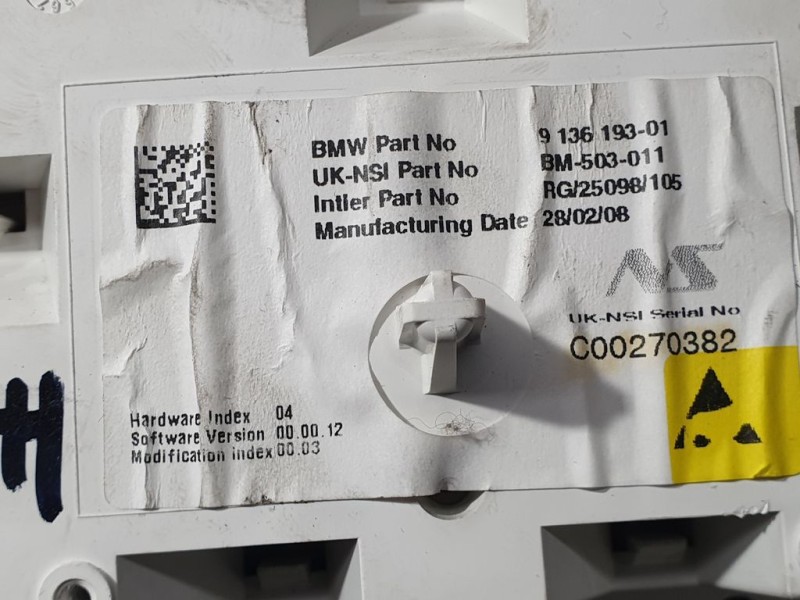 BMW Part No 9 136 193-01
UK-NSI Part No BM-503-011
Intier Part No RG/25098/105
Manufacturing Date 28/02/08
NS
UK-NSI Serial No
C00270382
Hardware Index 04
Software Version 00.00.12
Modification Index 00.03
H